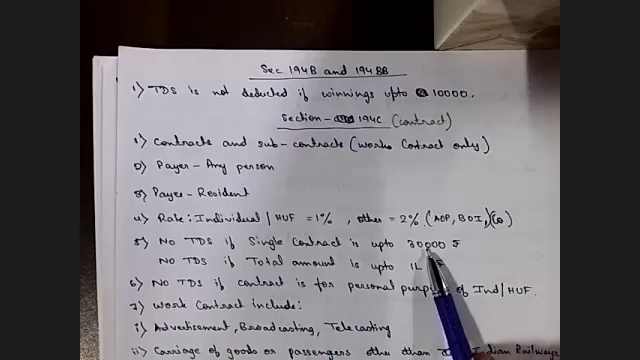 Sec 194B and 194BB
1) TDS is not deducted if winnings upto 10000.
Section- 194C (contract)
1) Contracts and sub-contracts (Works Contract only)
2) Payer- Any person
3) Payee- Resident
4) Rate: Individual / HUF = 1% , other = 2% (AOP, BOI, Co)
5) NO TDS if Single Contract is upto 30000 &
NO TDS if Total amount is upto 1L
6) NO TDS if contract is for personal purpose of Ind/HUF.
7) Work Contract include:
i) Advertisement, Broadcasting, Telecasting
ii) Carriage of goods or passengers other than Indian Railways